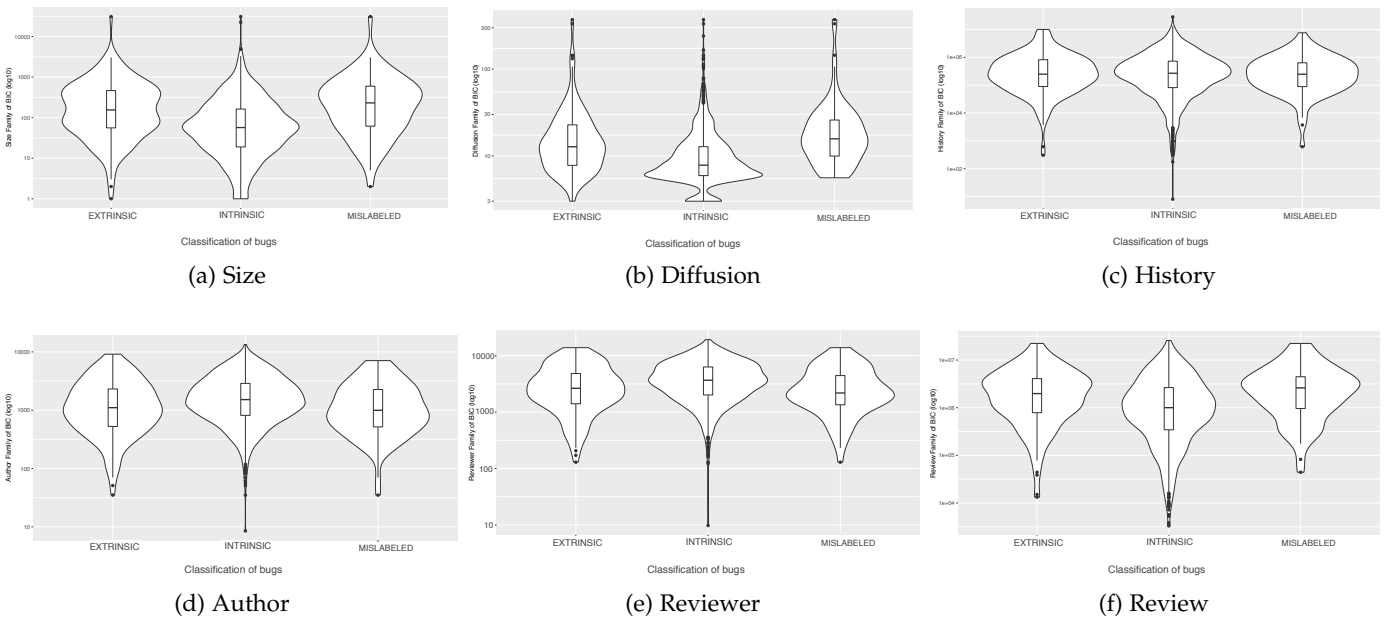 Size Family of BIC (log10)
10000
1000
100
10
1
EXTRINSIC
INTRINSIC
MISLABELED
Classification of bugs
(a) Size
Diffusion Family of BIC (log10)
300
100
30
10
3
EXTRINSIC
INTRINSIC
MISLABELED
Classification of bugs
(b) Diffusion
History Family of BIC (log10)
1e+06
1e+04
1e+02
EXTRINSIC
INTRINSIC
MISLABELED
Classification of bugs
(c) History
Author Family of BIC (log10)
10000
1000
100
10
EXTRINSIC
INTRINSIC
MISLABELED
Classification of bugs
(d) Author
Reviewer Family of BIC (log10)
10000
1000
100
10
EXTRINSIC
INTRINSIC
MISLABELED
Classification of bugs
(e) Reviewer
Review Family of BIC (log10)
1e+07
1e+06
1e+05
1e+04
EXTRINSIC
INTRINSIC
MISLABELED
Classification of bugs
(f) Review